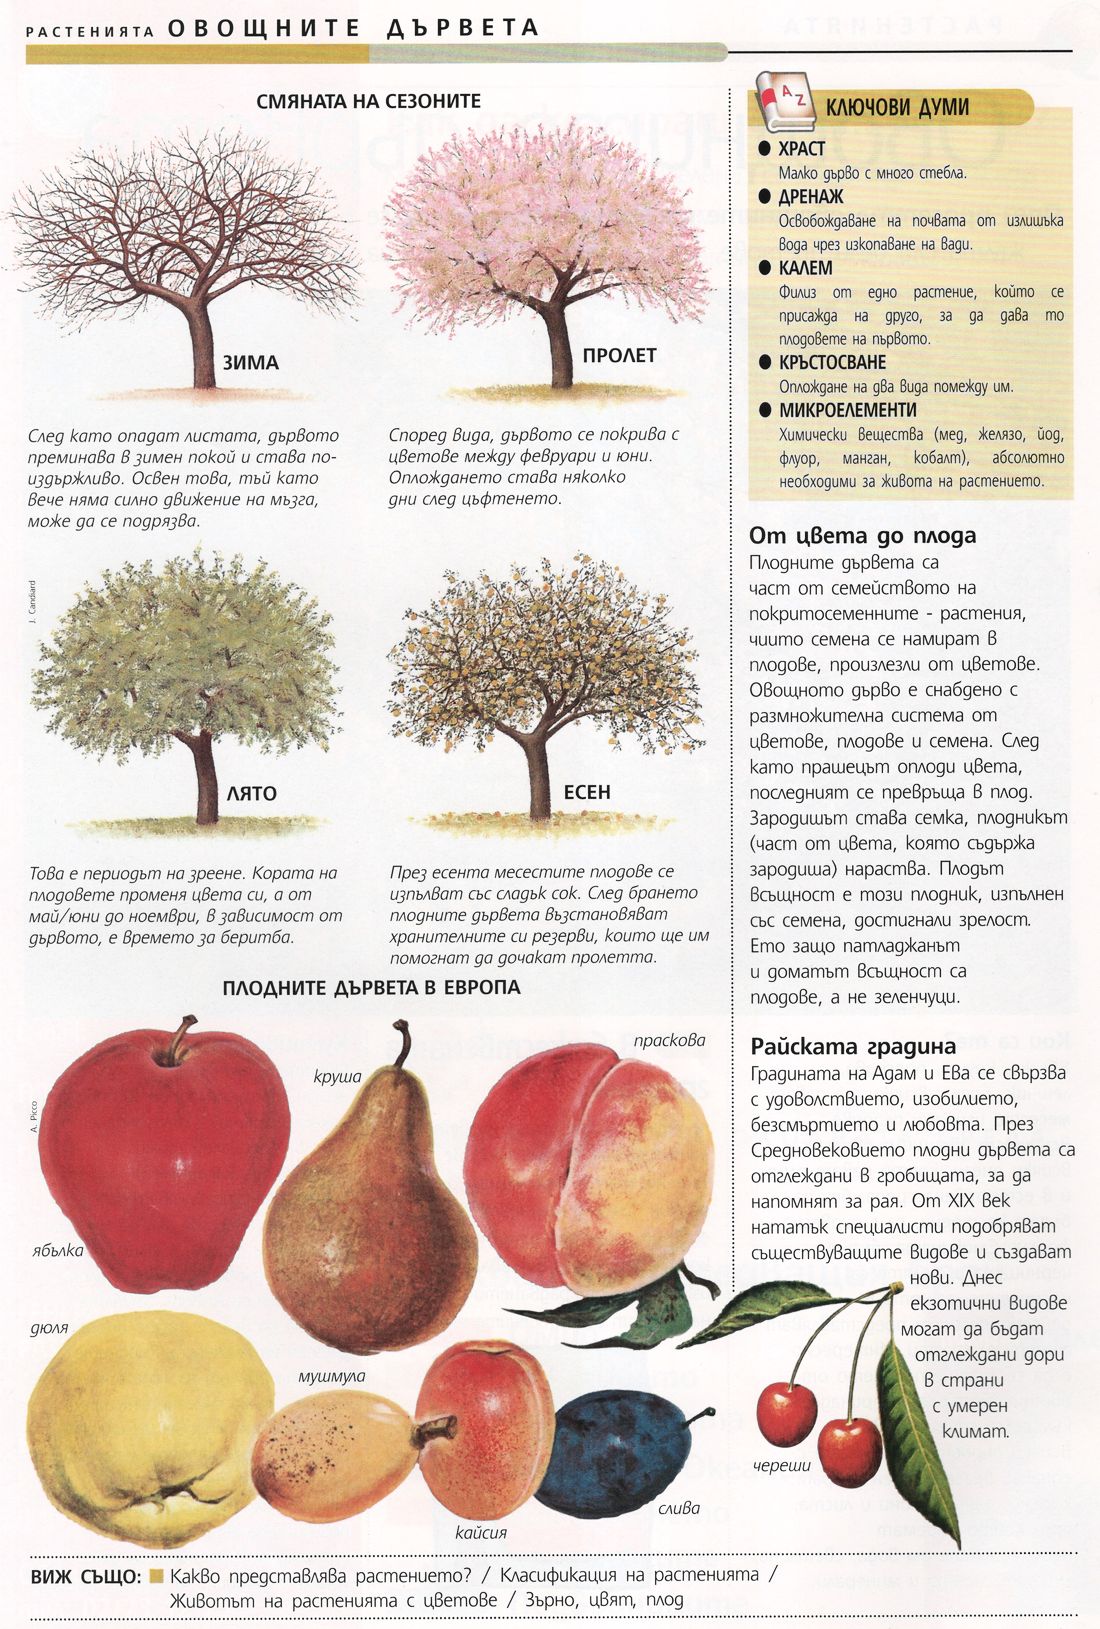 РАСТЕНИЯТА ОВОЩНИТЕ ДЪРВЕТА
СМЯНАТА НА СЕЗОНИТЕ
ЗИМА
След като опадат листата, дървото
преминава в зимен покой и става по-
издръжливо. Освен това, тъй като
вече няма силно движение на мъзга,
може да се подрязва.
ПРОЛЕТ
Според вида, дървото се покрива с
цветове между февруари и юни.
Оплождането става няколко
дни след цъфтенето.
J. Candiard
ЛЯТО
Това е периодът на зреене. Кората на
плодовете променя цвета си, а от
май/юни до ноември, в зависимост от
дървото, е времето за беритба.
ЕСЕН
През есента месестите плодове се
изпълват със сладък сок. След брането
плодните дървета възстановяват
хранителните си резерви, които ще им
помогнат да дочакат пролетта.
ПЛОДНИТЕ ДЪРВЕТА В ЕВРОПА
A. Picco
ябълка
круша
праскова
дюля
мушмула
кайсия
слива
череши
A Z
КЛЮЧОВИ ДУМИ
● ХРАСТ
Малко дърво с много стебла.
● ДРЕНАЖ
Освобождаване на почвата от излишъка
вода чрез изкопаване на вади.
● КАЛЕМ
Филиз от едно растение, който се
присажда на друго, за да дава то
плодовете на първото.
● КРЪСТОСВАНЕ
Оплождане на два вида помежду им.
● МИКРОЕЛЕМЕНТИ
Химически вещества (мед, желязо, йод,
флуор, манган, кобалт), абсолютно
необходими за живота на растението.
От цвета до плода
Плодните дървета са
част от семейството на
покритосеменните - растения,
чиито семена се намират в
плодове, произлезли от цветове.
Овощното дърво е снабдено с
размножителна система от
цветове, плодове и семена. След
като прашецът оплоди цвета,
последният се превръща в плод.
Зародишът става семка, плодникът
(част от цвета, която съдържа
зародиша) нараства. Плодът
всъщност е този плодник, изпълнен
със семена, достигнали зрелост.
Ето защо патладжанът
и доматът всъщност са
плодове, а не зеленчуци.
Райската градина
Градината на Адам и Ева се свързва
с удоволствието, изобилието,
безсмъртието и любовта. През
Средновековието плодни дървета са
отглеждани в гробищата, за да
напомнят за рая. От XIX век
нататък специалисти подобряват
съществуващите видове и създават
нови. Днес
екзотични видове
могат да бъдат
отглеждани дори
в страни
с умерен
климат.
ВИЖ СЪЩО: ■ Какво представлява растението? / Класификация на растенията /
Животът на растенията с цветове / Зърно, цвят, плод